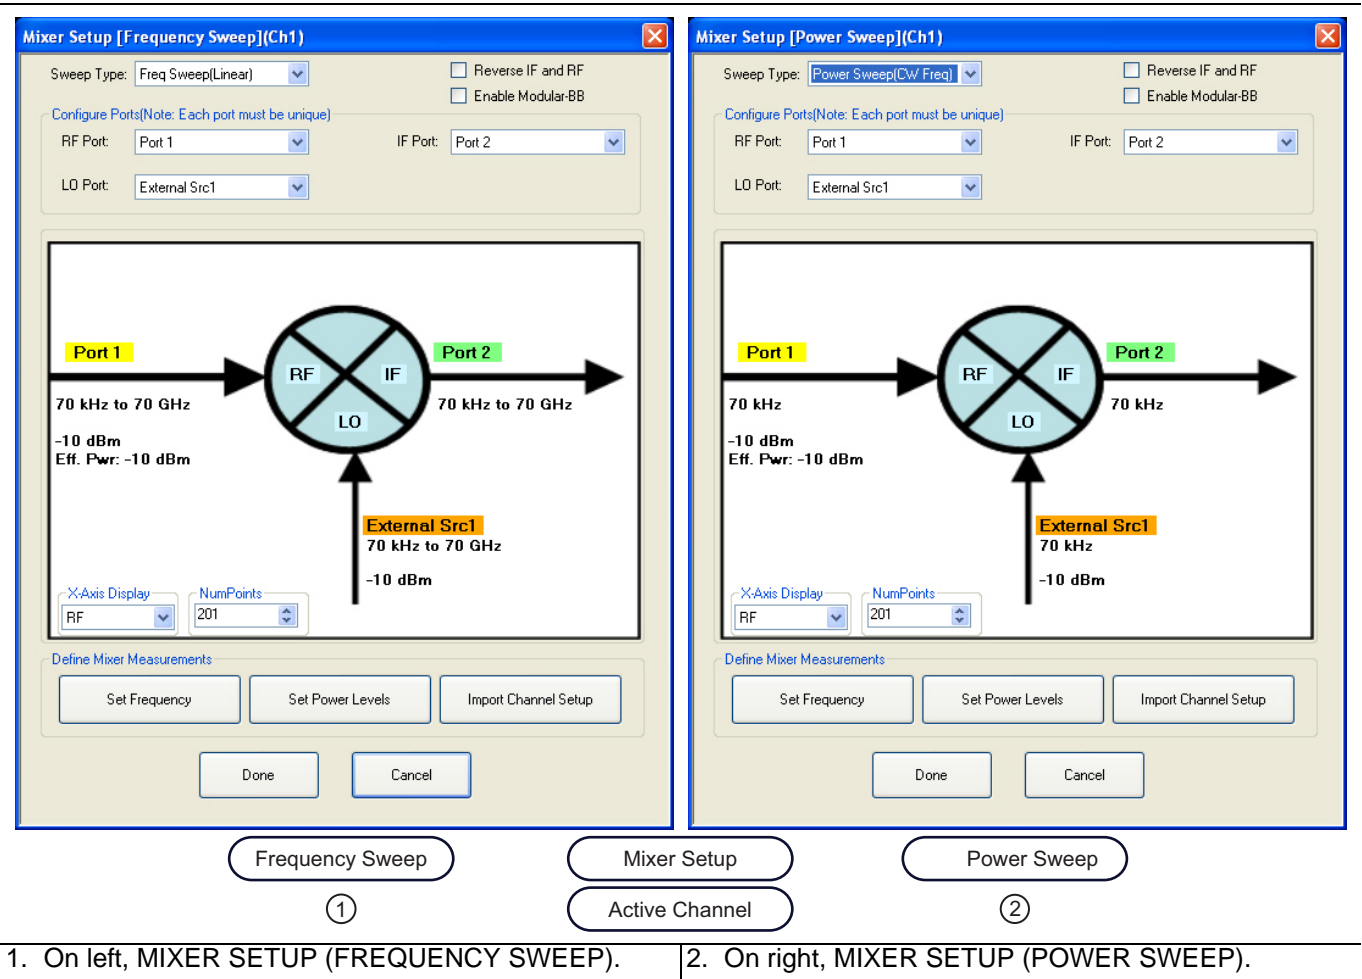 Mixer Setup [Frequency Sweep](Ch1)
Sweep Type: Freq Sweep(Linear)
Reverse IF and RF
Enable Modular-BB
Configure Ports(Note: Each port must be unique)
RF Port: Port 1
IF Port: Port 2
LO Port: External Src1
Port 1
Port 2
RF
IF
LO
70 kHz to 70 GHz
70 kHz to 70 GHz
-10 dBm
Eff. Pwr: -10 dBm
External Src1
70 kHz to 70 GHz
-10 dBm
X-Axis Display
NumPoints
RF
201
Define Mixer Measurements
Set Frequency
Set Power Levels
Import Channel Setup
Done
Cancel
Mixer Setup [Power Sweep](Ch1)
Sweep Type: Power Sweep(CW Freq)
Reverse IF and RF
Enable Modular-BB
Configure Ports(Note: Each port must be unique)
RF Port: Port 1
IF Port: Port 2
LO Port: External Src1
Port 1
Port 2
RF
IF
LO
70 kHz
70 kHz
-10 dBm
Eff. Pwr: -10 dBm
External Src1
70 kHz
-10 dBm
X-Axis Display
NumPoints
RF
201
Define Mixer Measurements
Set Frequency
Set Power Levels
Import Channel Setup
Done
Cancel
Frequency Sweep
Mixer Setup
Power Sweep
1
Active Channel
2
1. On left, MIXER SETUP (FREQUENCY SWEEP).
2. On right, MIXER SETUP (POWER SWEEP).